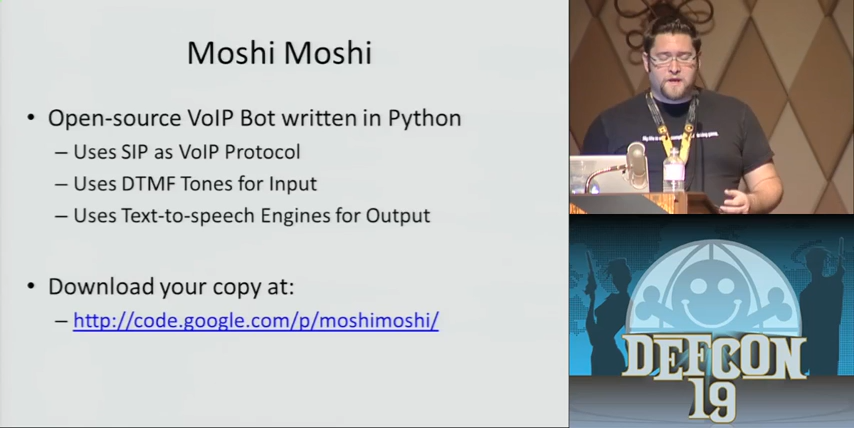 Moshi Moshi
• Open-source VoIP Bot written in Python
– Uses SIP as VoIP Protocol
– Uses DTMF Tones for Input
– Uses Text-to-speech Engines for Output
• Download your copy at:
– http://code.google.com/p/moshimoshi/
DEFCON
19